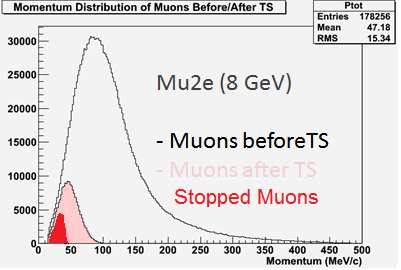 Momentum Distribution of Muons Before/After TS
Ptot
Entries 178256
Mean 47.18
RMS 15.34
30000
25000
20000
15000
10000
5000
0
Mu2e (8 GeV)
- Muons beforeTS
- Muons after TS
Stopped Muons
0 50 100 150 200 250 300 350 400 450 500
Momentum (MeV/c)